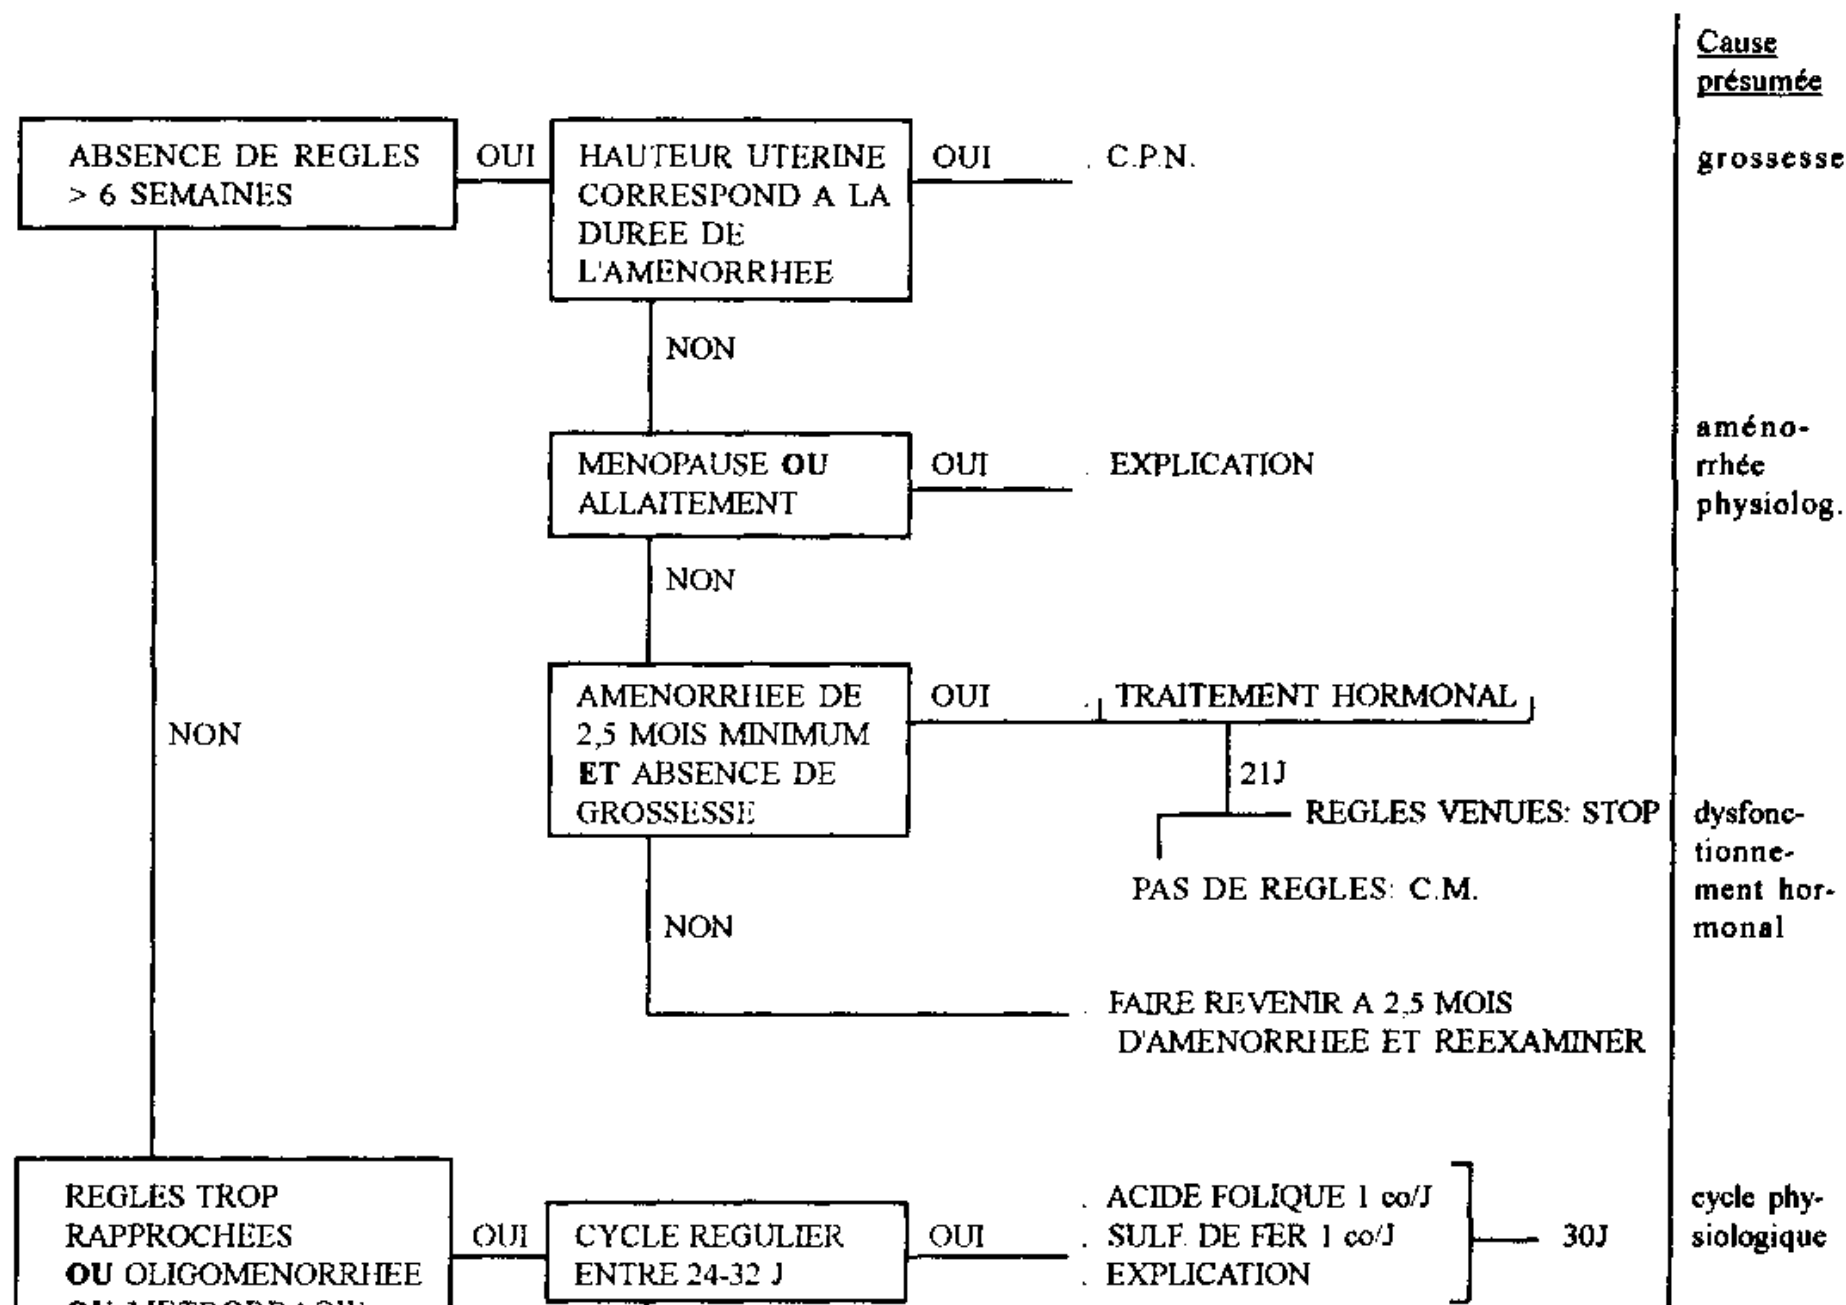 Cause
présumée
ABSENCE DE REGLES
> 6 SEMAINES
OUI
HAUTEUR UTERINE
CORRESPOND A LA
DUREE DE
L'AMENORRHEE
OUI
. C.P.N.
grossesse
NON
MENOPAUSE OU
ALLAITEMENT
OUI
. EXPLICATION
améno-
rrhée
physiolog.
NON
AMENORRHEE DE
2,5 MOIS MINIMUM
ET ABSENCE DE
GROSSESSE
OUI
. TRAITEMENT HORMONAL
21J
REGLES VENUES: STOP
PAS DE REGLES: C.M.
dysfonc-
tionne-
ment hor-
monal
NON
. FAIRE REVENIR A 2,5 MOIS
D'AMENORRHEE ET REEXAMINER
NON
REGLES TROP
RAPPROCHEES
OU OLIGOMENORRHEE
OU METRORRAGIE
OUI
CYCLE REGULIER
ENTRE 24-32 J
OUI
. ACIDE FOLIQUE 1 co/J
. SULF. DE FER 1 co/J
. EXPLICATION
30J
cycle phy-
siologique